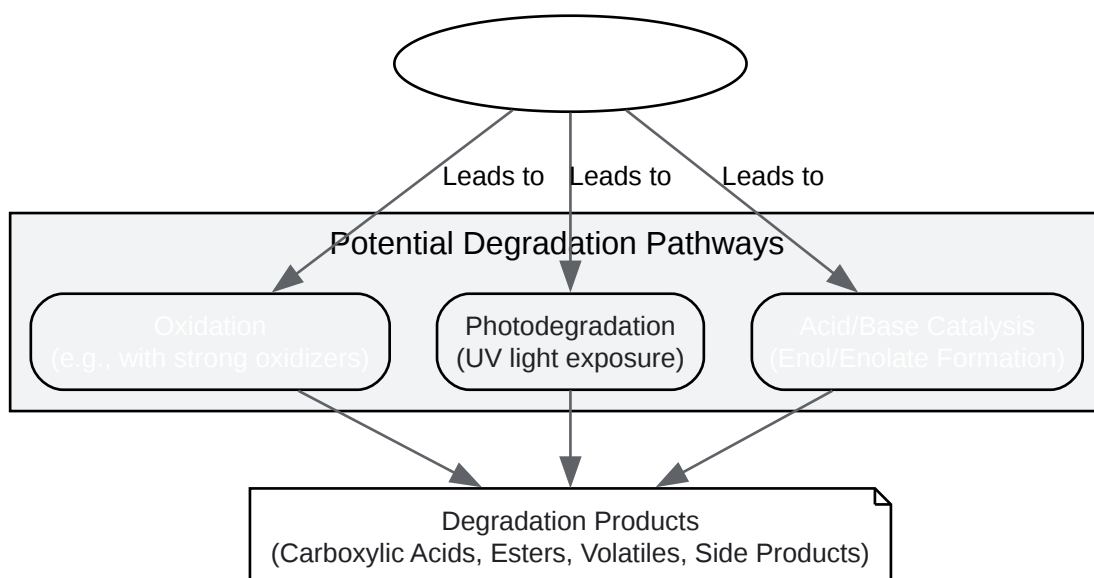 Leads to Leads to Leads to
Potential Degradation Pathways
Oxidation
(e.g., with strong oxidizers)
Photodegradation
(UV light exposure)
Acid/Base Catalysis
(Enol/Enolate Formation)
Degradation Products
(Carboxylic Acids, Esters, Volatiles, Side Products)